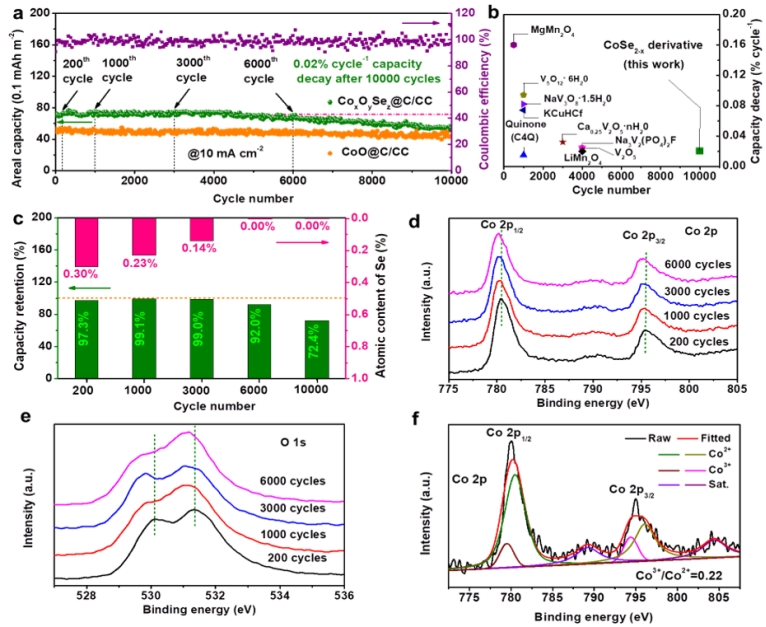 a
200
160
120
80
40
0
0
2000
4000
6000
8000
10000
Areal capacity (0.1 mAh m⁻²)
Cycle number
120
100
80
60
40
20
0
Coulombic efficiency (%)
200th
cycle
1000th
cycle
3000th
cycle
6000th
cycle
0.02% cycle⁻¹ capacity
decay after 10000 cycles
CoₓOᵧSe_z@C/CC
CoO@C/CC
@10 mA cm⁻²
b
MgMn₂O₄
V₃O₁₂· 6H₂0
NaV₃O₈·1.5H₂0
KCuHCf
Quinone
(C4Q)
CoSe₂₋ₓ derivative
(this work)
Ca₀.₂₅V₂O₅·nH₂0
Na₃V₂(PO₄)₂F
V₂O₅
LiMn₂O₄
0
2000
4000
6000
8000
10000
Cycle number
0.20
0.16
0.12
0.08
0.04
0.00
Capacity decay (% cycle⁻¹)
c
200
160
120
80
40
0
Capacity retention (%)
0.30%
0.23%
0.14%
0.00%
0.00%
97.3%
99.1%
99.0%
92.0%
72.4%
200
1000
3000
6000
10000
Cycle number
0.0
0.2
0.4
0.6
0.8
1.0
Atomic content of Se (%)
d
Co 2p1/2
Co 2p3/2
Co 2p
6000 cycles
3000 cycles
1000 cycles
200 cycles
Intensity (a.u.)
775
780
785
790
795
800
805
Binding energy (eV)
e
O 1s
6000 cycles
3000 cycles
1000 cycles
200 cycles
Intensity (a.u.)
528
530
532
534
536
Binding energy (eV)
f
Co 2p1/2
Co 2p
Co 2p3/2
Raw
Fitted
Co²⁺
Co³⁺
Sat.
Co³⁺/Co²⁺=0.22
Intensity (a.u.)
775
780
785
790
795
800
805
Binding energy (eV)